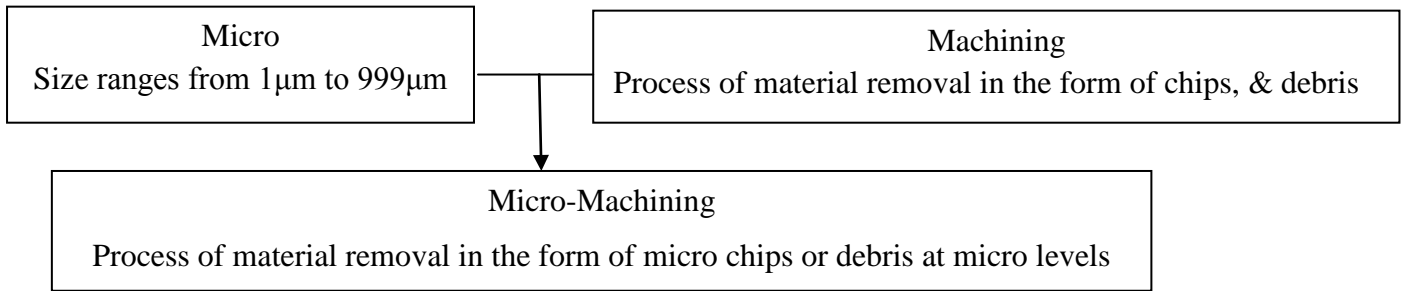 Micro
Size ranges from 1μm to 999μm
Machining
Process of material removal in the form of chips, & debris
Micro-Machining
Process of material removal in the form of micro chips or debris at micro levels